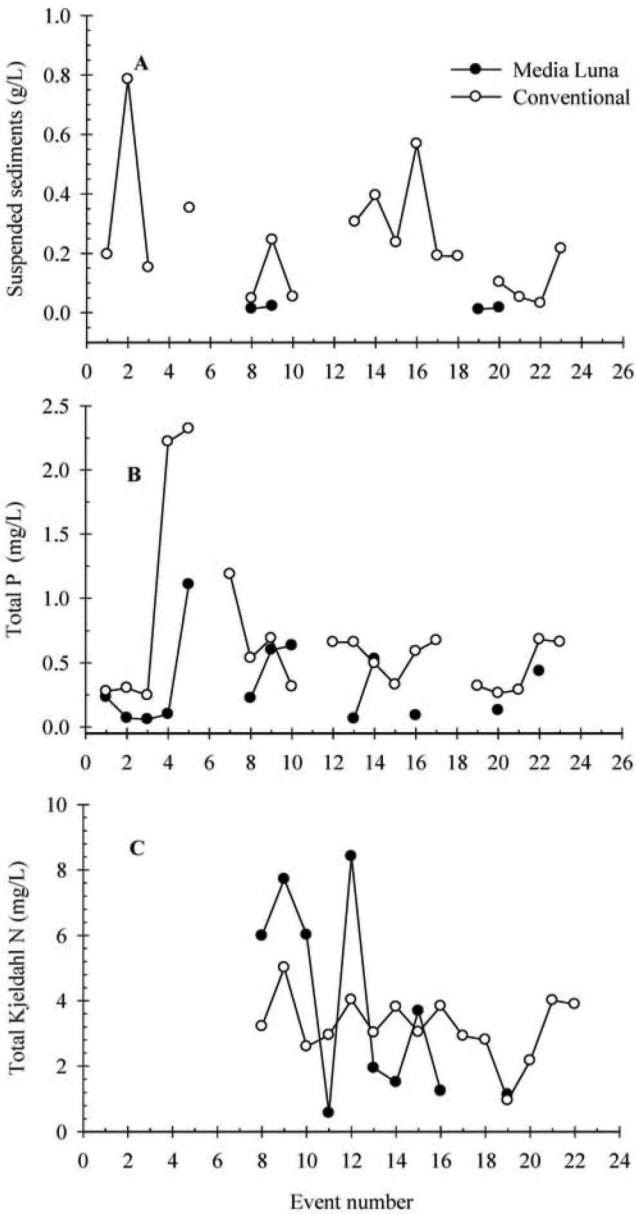 A
Media Luna
Conventional
Suspended sediments (g/L)
1.0
0.8
0.6
0.4
0.2
0.0
0 2 4 6 8 10 12 14 16 18 20 22 24 26
B
Total P (mg/L)
2.5
2.0
1.5
1.0
0.5
0.0
0 2 4 6 8 10 12 14 16 18 20 22 24 26
C
Total Kjeldahl N (mg/L)
10
8
6
4
2
0
0 2 4 6 8 10 12 14 16 18 20 22 24
Event number